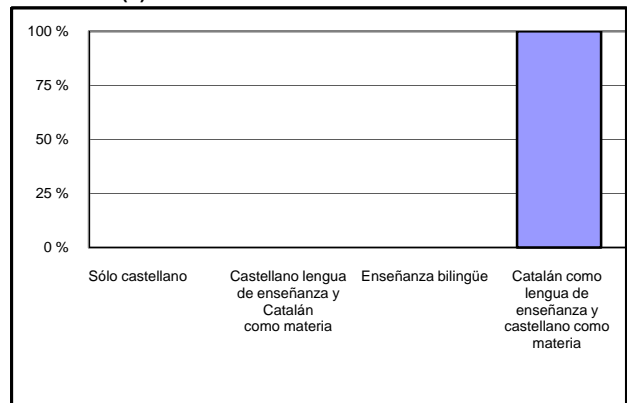 100 %
75 %
50 %
25 %
0 %
Sólo castellano
Castellano lengua
de enseñanza y
Catalán
como materia
Enseñanza bilingüe
Catalán como
lengua de
enseñanza y
castellano como
materia